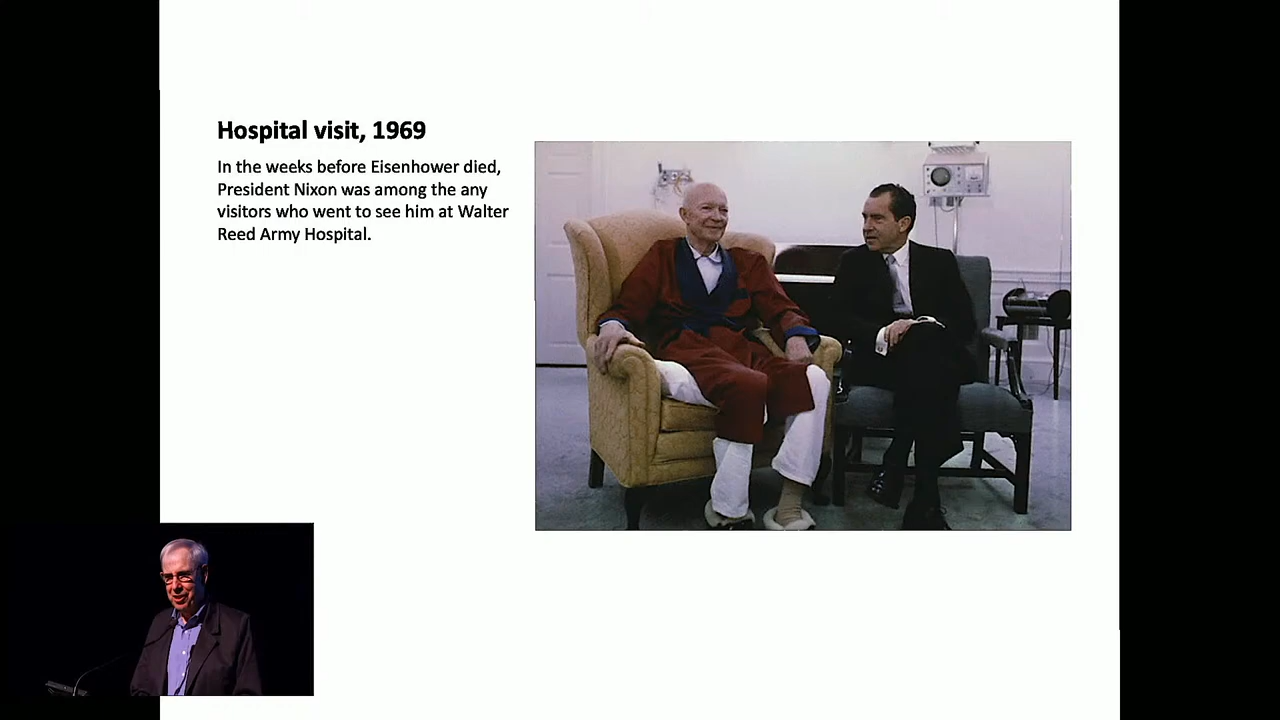 Hospital visit, 1969
In the weeks before Eisenhower died,
President Nixon was among the any
visitors who went to see him at Walter
Reed Army Hospital.